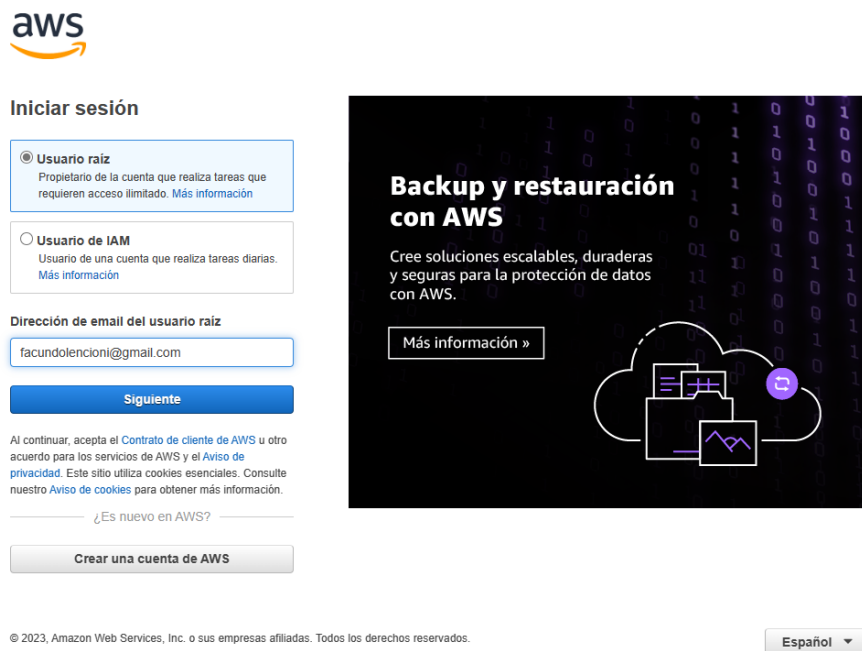 aws
Iniciar sesión
Usuario raíz
Propietario de la cuenta que realiza tareas que
requieren acceso ilimitado. Más información
Usuario de IAM
Usuario de una cuenta que realiza tareas diarias.
Más información
Dirección de email del usuario raíz
facundolencioni@gmail.com
Siguiente
Al continuar, acepta el Contrato de cliente de AWS u otro
acuerdo para los servicios de AWS y el Aviso de
privacidad. Este sitio utiliza cookies esenciales. Consulte
nuestro Aviso de cookies para obtener más información.
¿Es nuevo en AWS?
Crear una cuenta de AWS
Backup y restauración
con AWS
Cree soluciones escalables, duraderas
y seguras para la protección de datos
con AWS.
Más información »
© 2023, Amazon Web Services, Inc. o sus empresas afiliadas. Todos los derechos reservados.
Español